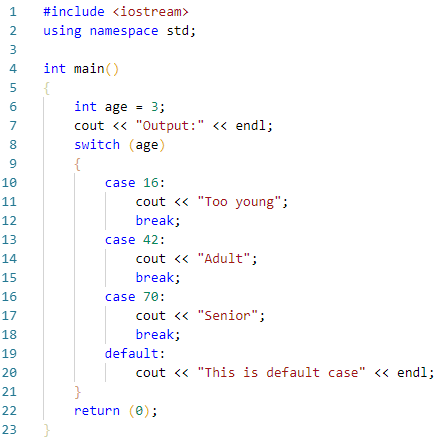 1 #include <iostream>
2 using namespace std;
3
4 int main()
5 {
6     int age = 3;
7     cout << "Output:" << endl;
8     switch (age)
9     {
10         case 16:
11             cout << "Too young";
12             break;
13         case 42:
14             cout << "Adult";
15             break;
16         case 70:
17             cout << "Senior";
18             break;
19         default:
20             cout << "This is default case" << endl;
21     }
22     return (0);
23 }